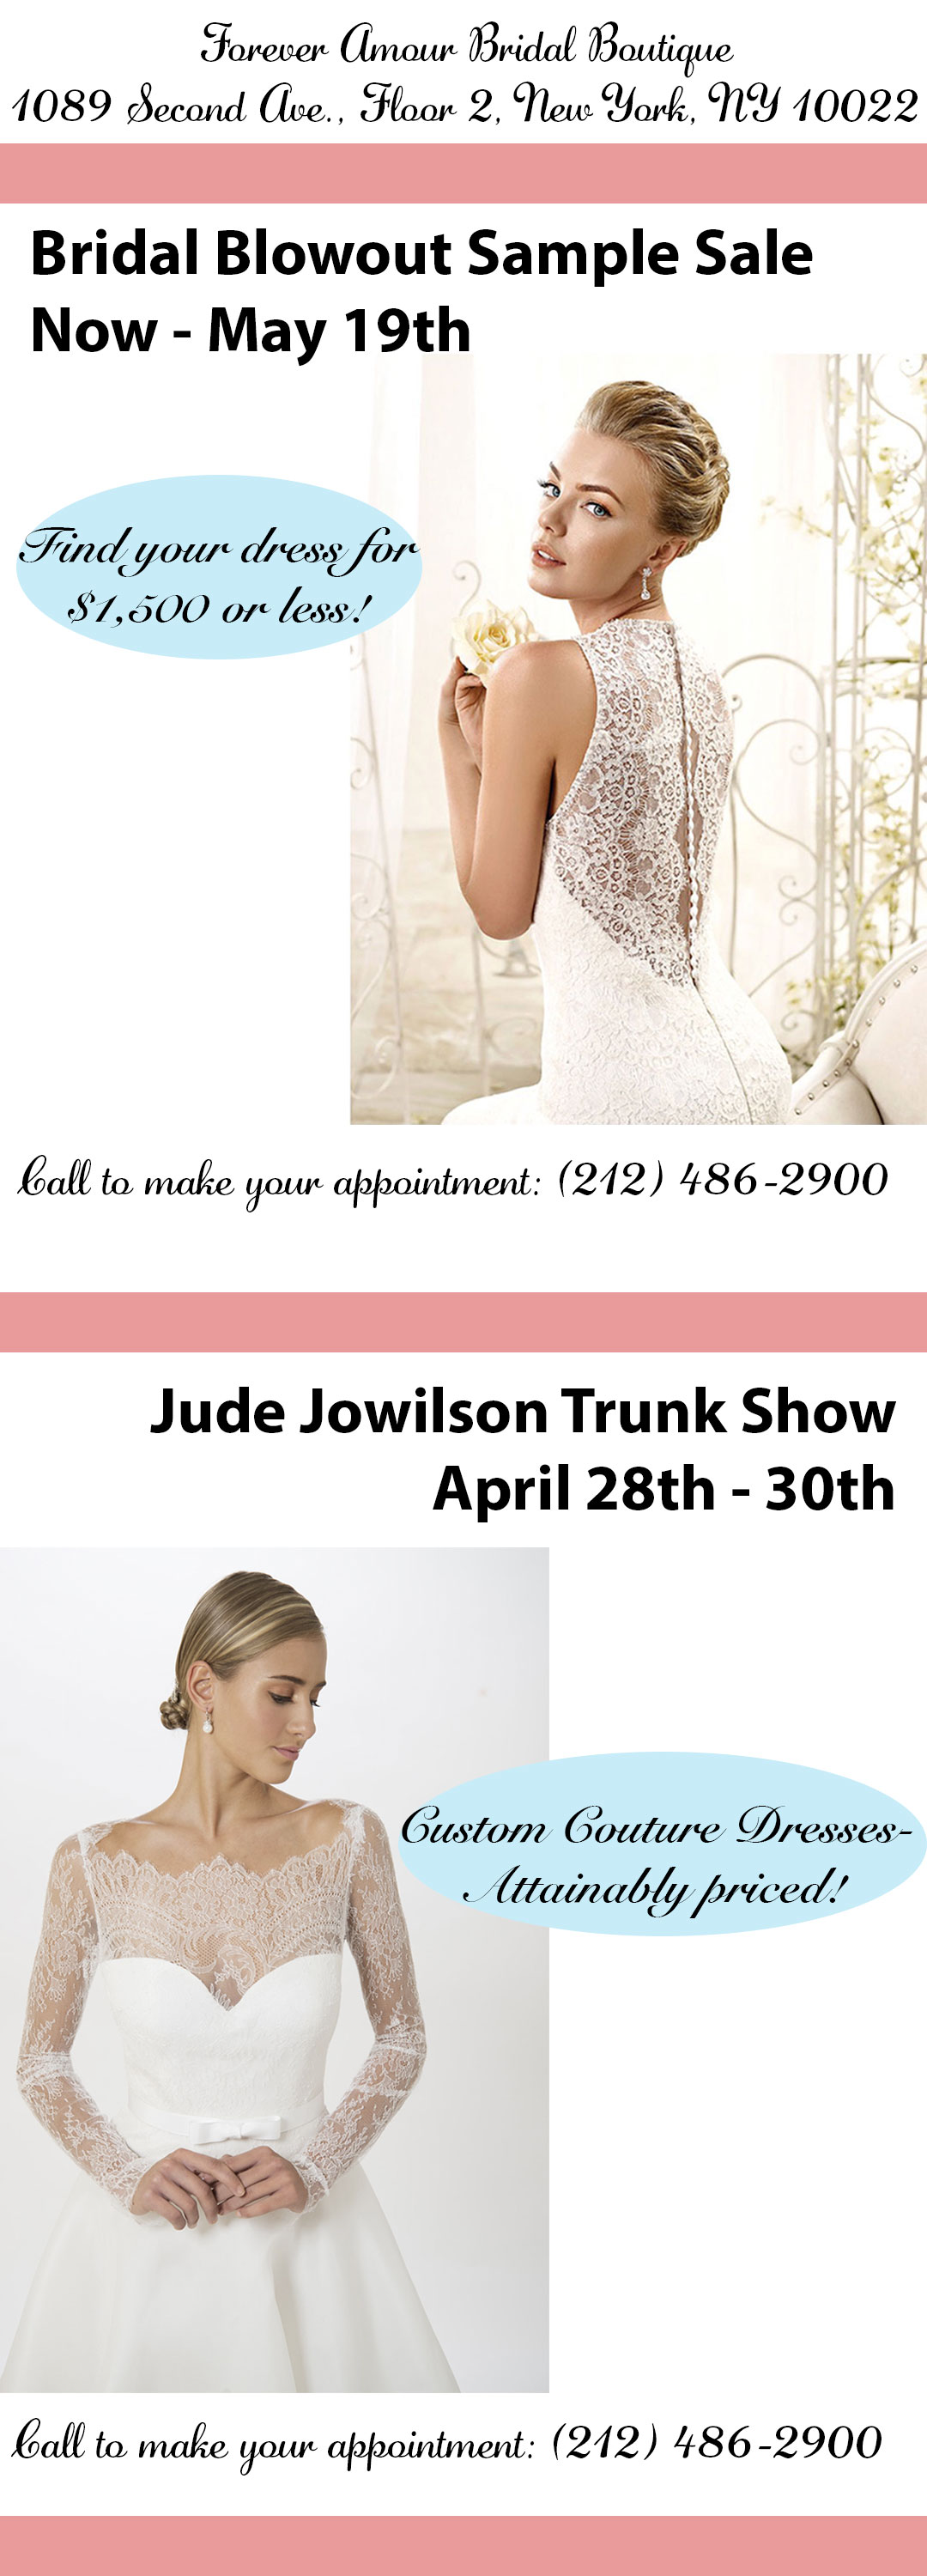 Forever Amour Bridal Boutique
1089 Second Ave., Floor 2, New York, NY 10022
Bridal Blowout Sample Sale
Now - May 19th
Find your dress for
$1,500 or less!
Call to make your appointment: (212) 486-2900
Jude Jowilson Trunk Show
April 28th - 30th
Custom Couture Dresses-
Attainably priced!
Call to make your appointment: (212) 486-2900